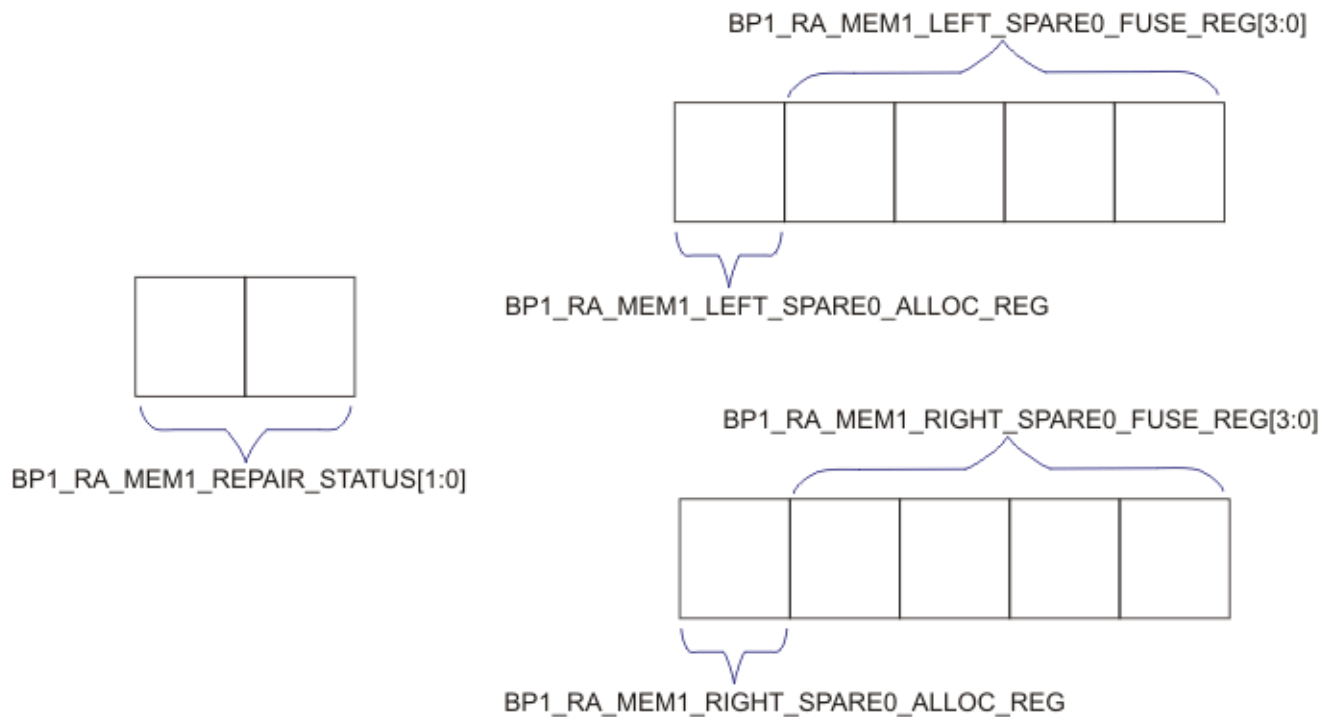 BP1_RA_MEM1_LEFT_SPARE0_FUSE_REG[3:0]
BP1_RA_MEM1_LEFT_SPARE0_ALLOC_REG
BP1_RA_MEM1_REPAIR_STATUS[1:0]
BP1_RA_MEM1_RIGHT_SPARE0_FUSE_REG[3:0]
BP1_RA_MEM1_RIGHT_SPARE0_ALLOC_REG